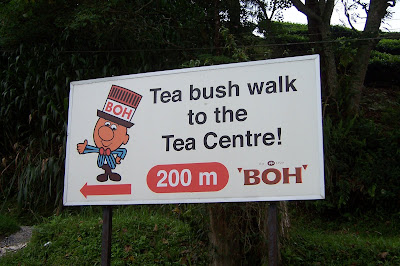 BOH
Tea bush walk
to the
Tea Centre!
200 m
'BOH'